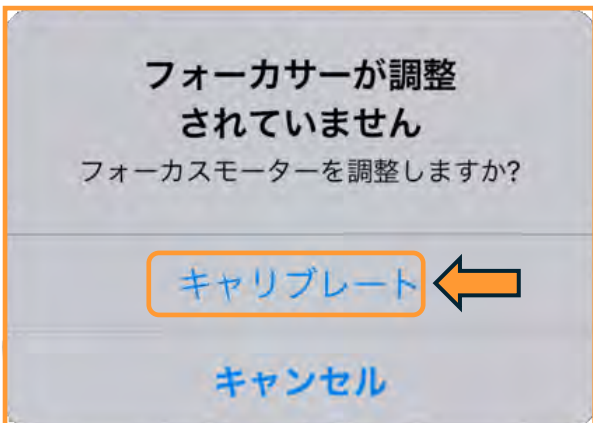 フォーカサーが調整
されていません
フォーカスモーターを調整しますか?
キャリブレート
キャンセル